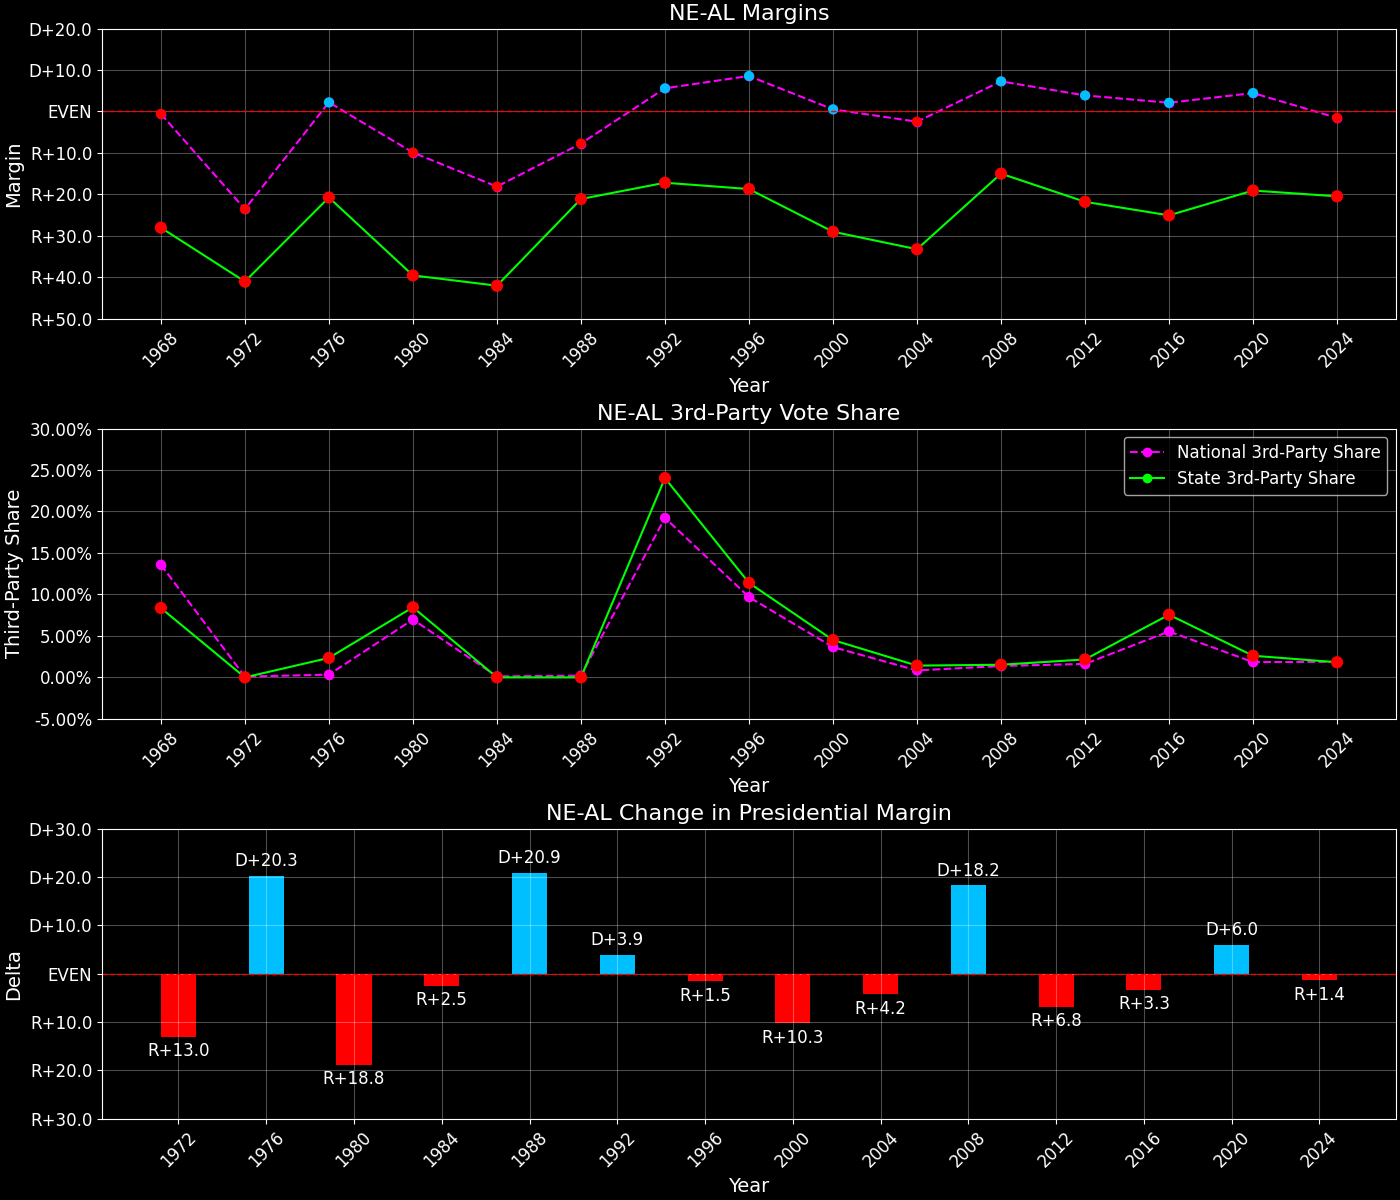 NE-AL Margins
D+20.0
D+10.0
EVEN
R+10.0
R+20.0
R+30.0
R+40.0
R+50.0
Margin
1968 1972 1976 1980 1984 1988 1992 1996 2000 2004 2008 2012 2016 2020 2024
Year
NE-AL 3rd-Party Vote Share
30.00%
25.00%
20.00%
15.00%
10.00%
5.00%
0.00%
-5.00%
Third-Party Share
National 3rd-Party Share
State 3rd-Party Share
1968 1972 1976 1980 1984 1988 1992 1996 2000 2004 2008 2012 2016 2020 2024
Year
NE-AL Change in Presidential Margin
D+30.0
D+20.0
D+10.0
EVEN
R+10.0
R+20.0
R+30.0
Delta
R+13.0
D+20.3
R+18.8
R+2.5
D+20.9
D+3.9
R+1.5
R+10.3
R+4.2
D+18.2
R+6.8
R+3.3
D+6.0
R+1.4
1972 1976 1980 1984 1988 1992 1996 2000 2004 2008 2012 2016 2020 2024
Year